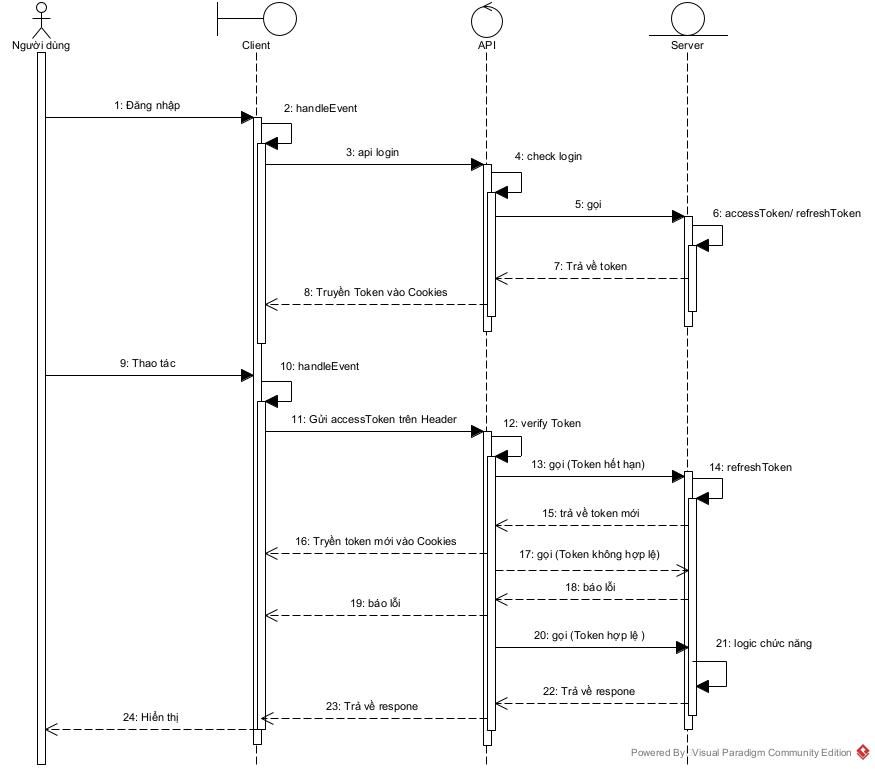 Người dùng
Client
API
Server
1: Đăng nhập
2: handleEvent
3: api login
4: check login
5: gọi
6: accessToken/ refreshToken
7: Trả về token
8: Truyền Token vào Cookies
9: Thao tác
10: handleEvent
11: Gửi accessToken trên Header
12: verify Token
13: gọi (Token hết hạn)
14: refreshToken
15: trả về token mới
16: Tryền token mới vào Cookies
17: gọi (Token không hợp lệ)
18: báo lỗi
19: báo lỗi
20: gọi (Token hợp lệ )
21: logic chức năng
22: Trả về respone
23: Trả về respone
24: Hiển thị
Powered By Visual Paradigm Community Edition